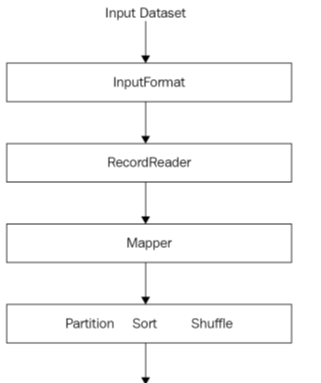 Input Dataset
InputFormat
RecordReader
Mapper
Partition Sort Shuffle